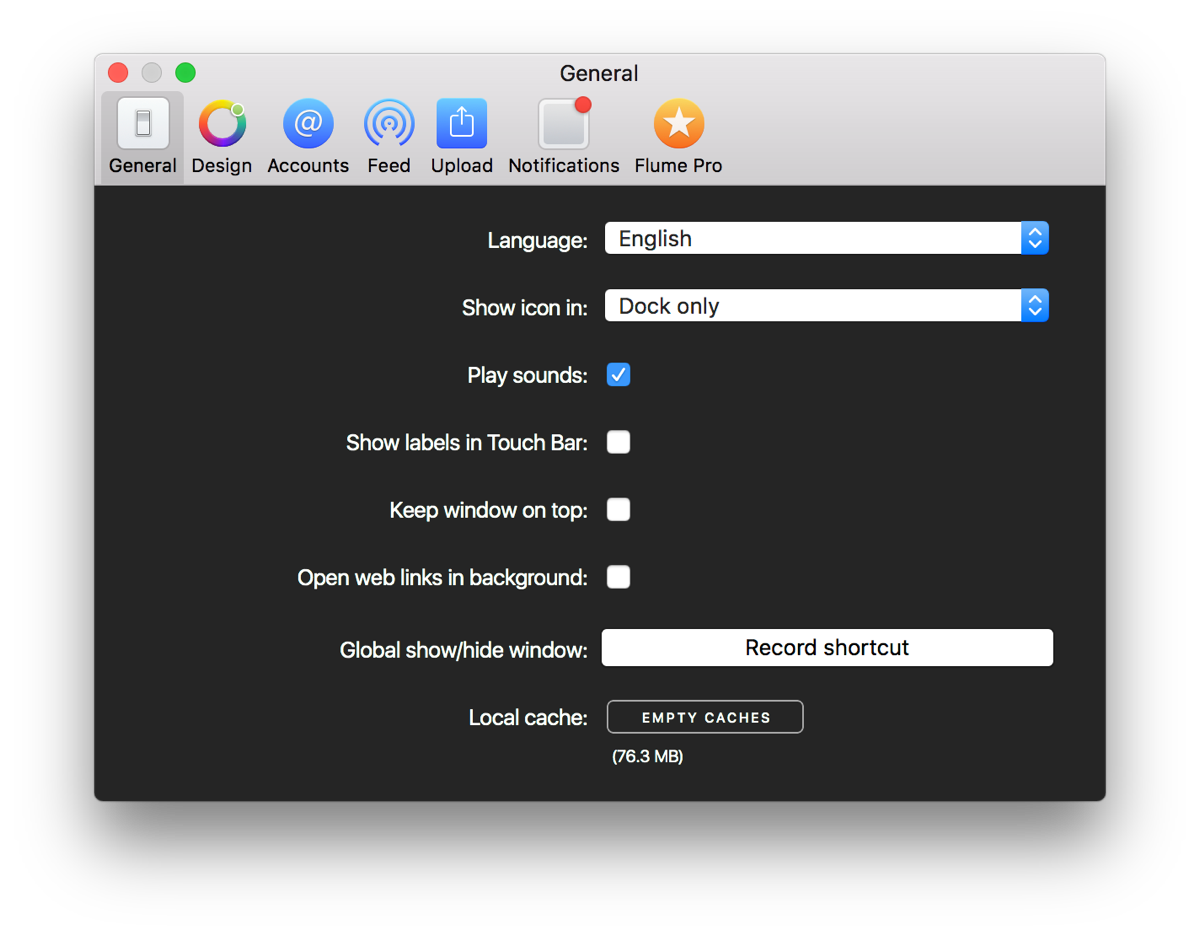 General
General Design Accounts Feed Upload Notifications Flume Pro
Language: English
Show icon in: Dock only
Play sounds:
Show labels in Touch Bar:
Keep window on top:
Open web links in background:
Global show/hide window: Record shortcut
Local cache: EMPTY CACHES
(76.3 MB)